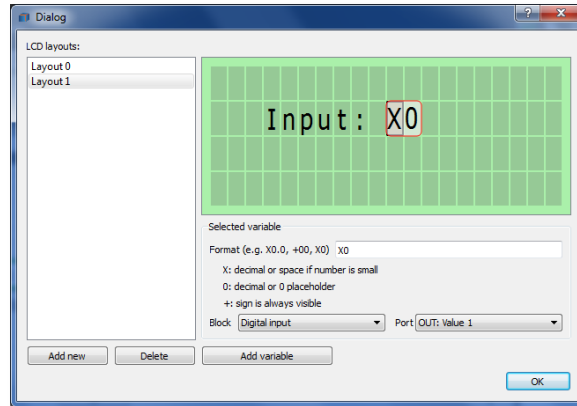 Dialog
LCD layouts:
Layout 0
Layout 1
Input: X0
Selected variable
Format (e.g. X0.0, +00, X0) X0
X: decimal or space if number is small
0: decimal or 0 placeholder
+: sign is always visible
Block Digital input Port OUT: Value 1
Add new Delete Add variable
OK